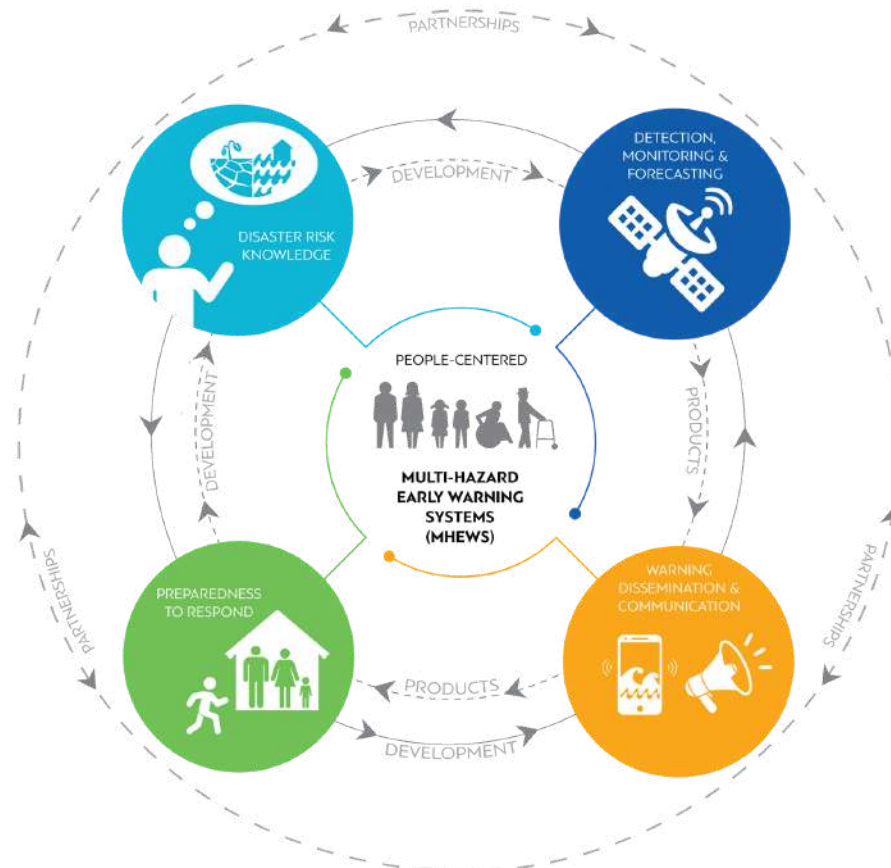 PARTNERSHIPS
DETECTION,
MONITORING &
FORECASTING
DEVELOPMENT
DISASTER RISK
KNOWLEDGE
PEOPLE-CENTERED
MULTI-HAZARD
EARLY WARNING
SYSTEMS
(MHEWS)
DEVELOPMENT
PRODUCTS
PARTNERSHIPS
PREPAREDNESS
TO RESPOND
WARNING
DISSEMINATION &
COMMUNICATION
PARTNERSHIPS
PRODUCTS
DEVELOPMENT